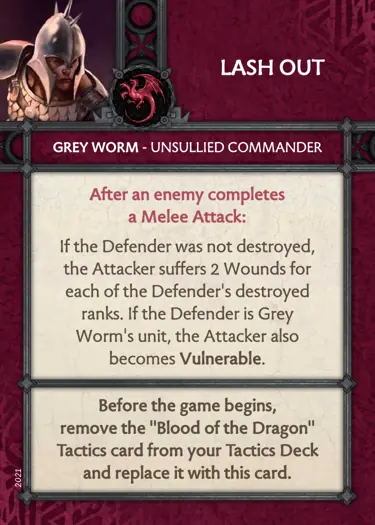 LASH OUT
GREY WORM - UNSULLIED COMMANDER
After an enemy completes
a Melee Attack:
If the Defender was not destroyed,
the Attacker suffers 2 Wounds for
each of the Defender's destroyed
ranks. If the Defender is Grey
Worm's unit, the Attacker also
becomes Vulnerable.
Before the game begins,
remove the "Blood of the Dragon"
Tactics card from your Tactics Deck
and replace it with this card.
2021